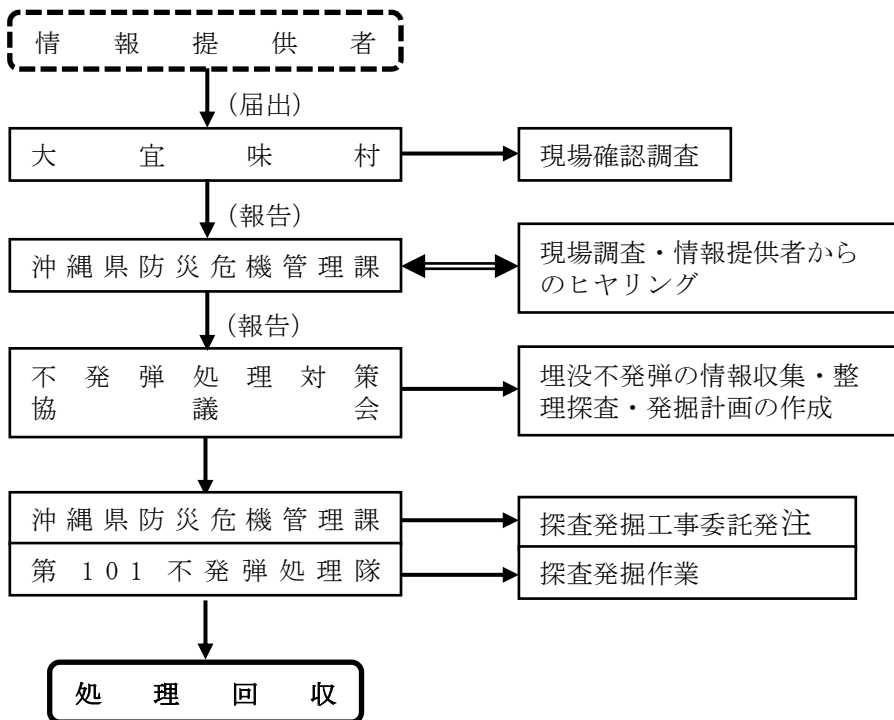 情報提供者
(届出)
大宜味村
現場確認調査
(報告)
沖縄県防災危機管理課
現場調査・情報提供者から
のヒヤリング
(報告)
不発弾処理対策
協議会
埋没不発弾の情報収集・整
理探査・発掘計画の作成
沖縄県防災危機管理課
探査発掘工事委託発注
第101不発弾処理隊
探査発掘作業
処理回収